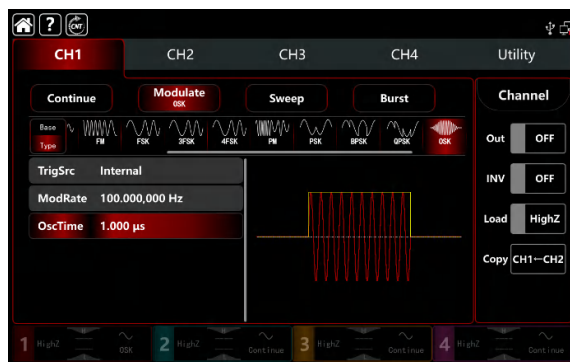 ? CNT
CH1 CH2 CH3 CH4 Utility
Continue Modulate OSK Sweep Burst Channel
Base Type FM FSK 3FSK 4FSK PM PSK BPSK QPSK OSK
Out OFF
TrigSrc Internal
INV OFF
ModRate 100.000,000 Hz
Load HighZ
OscTime 1.000 µs
Copy CH1←CH2
1 HighZ OSK 2 HighZ Continue 3 HighZ Continue 4 HighZ Continue